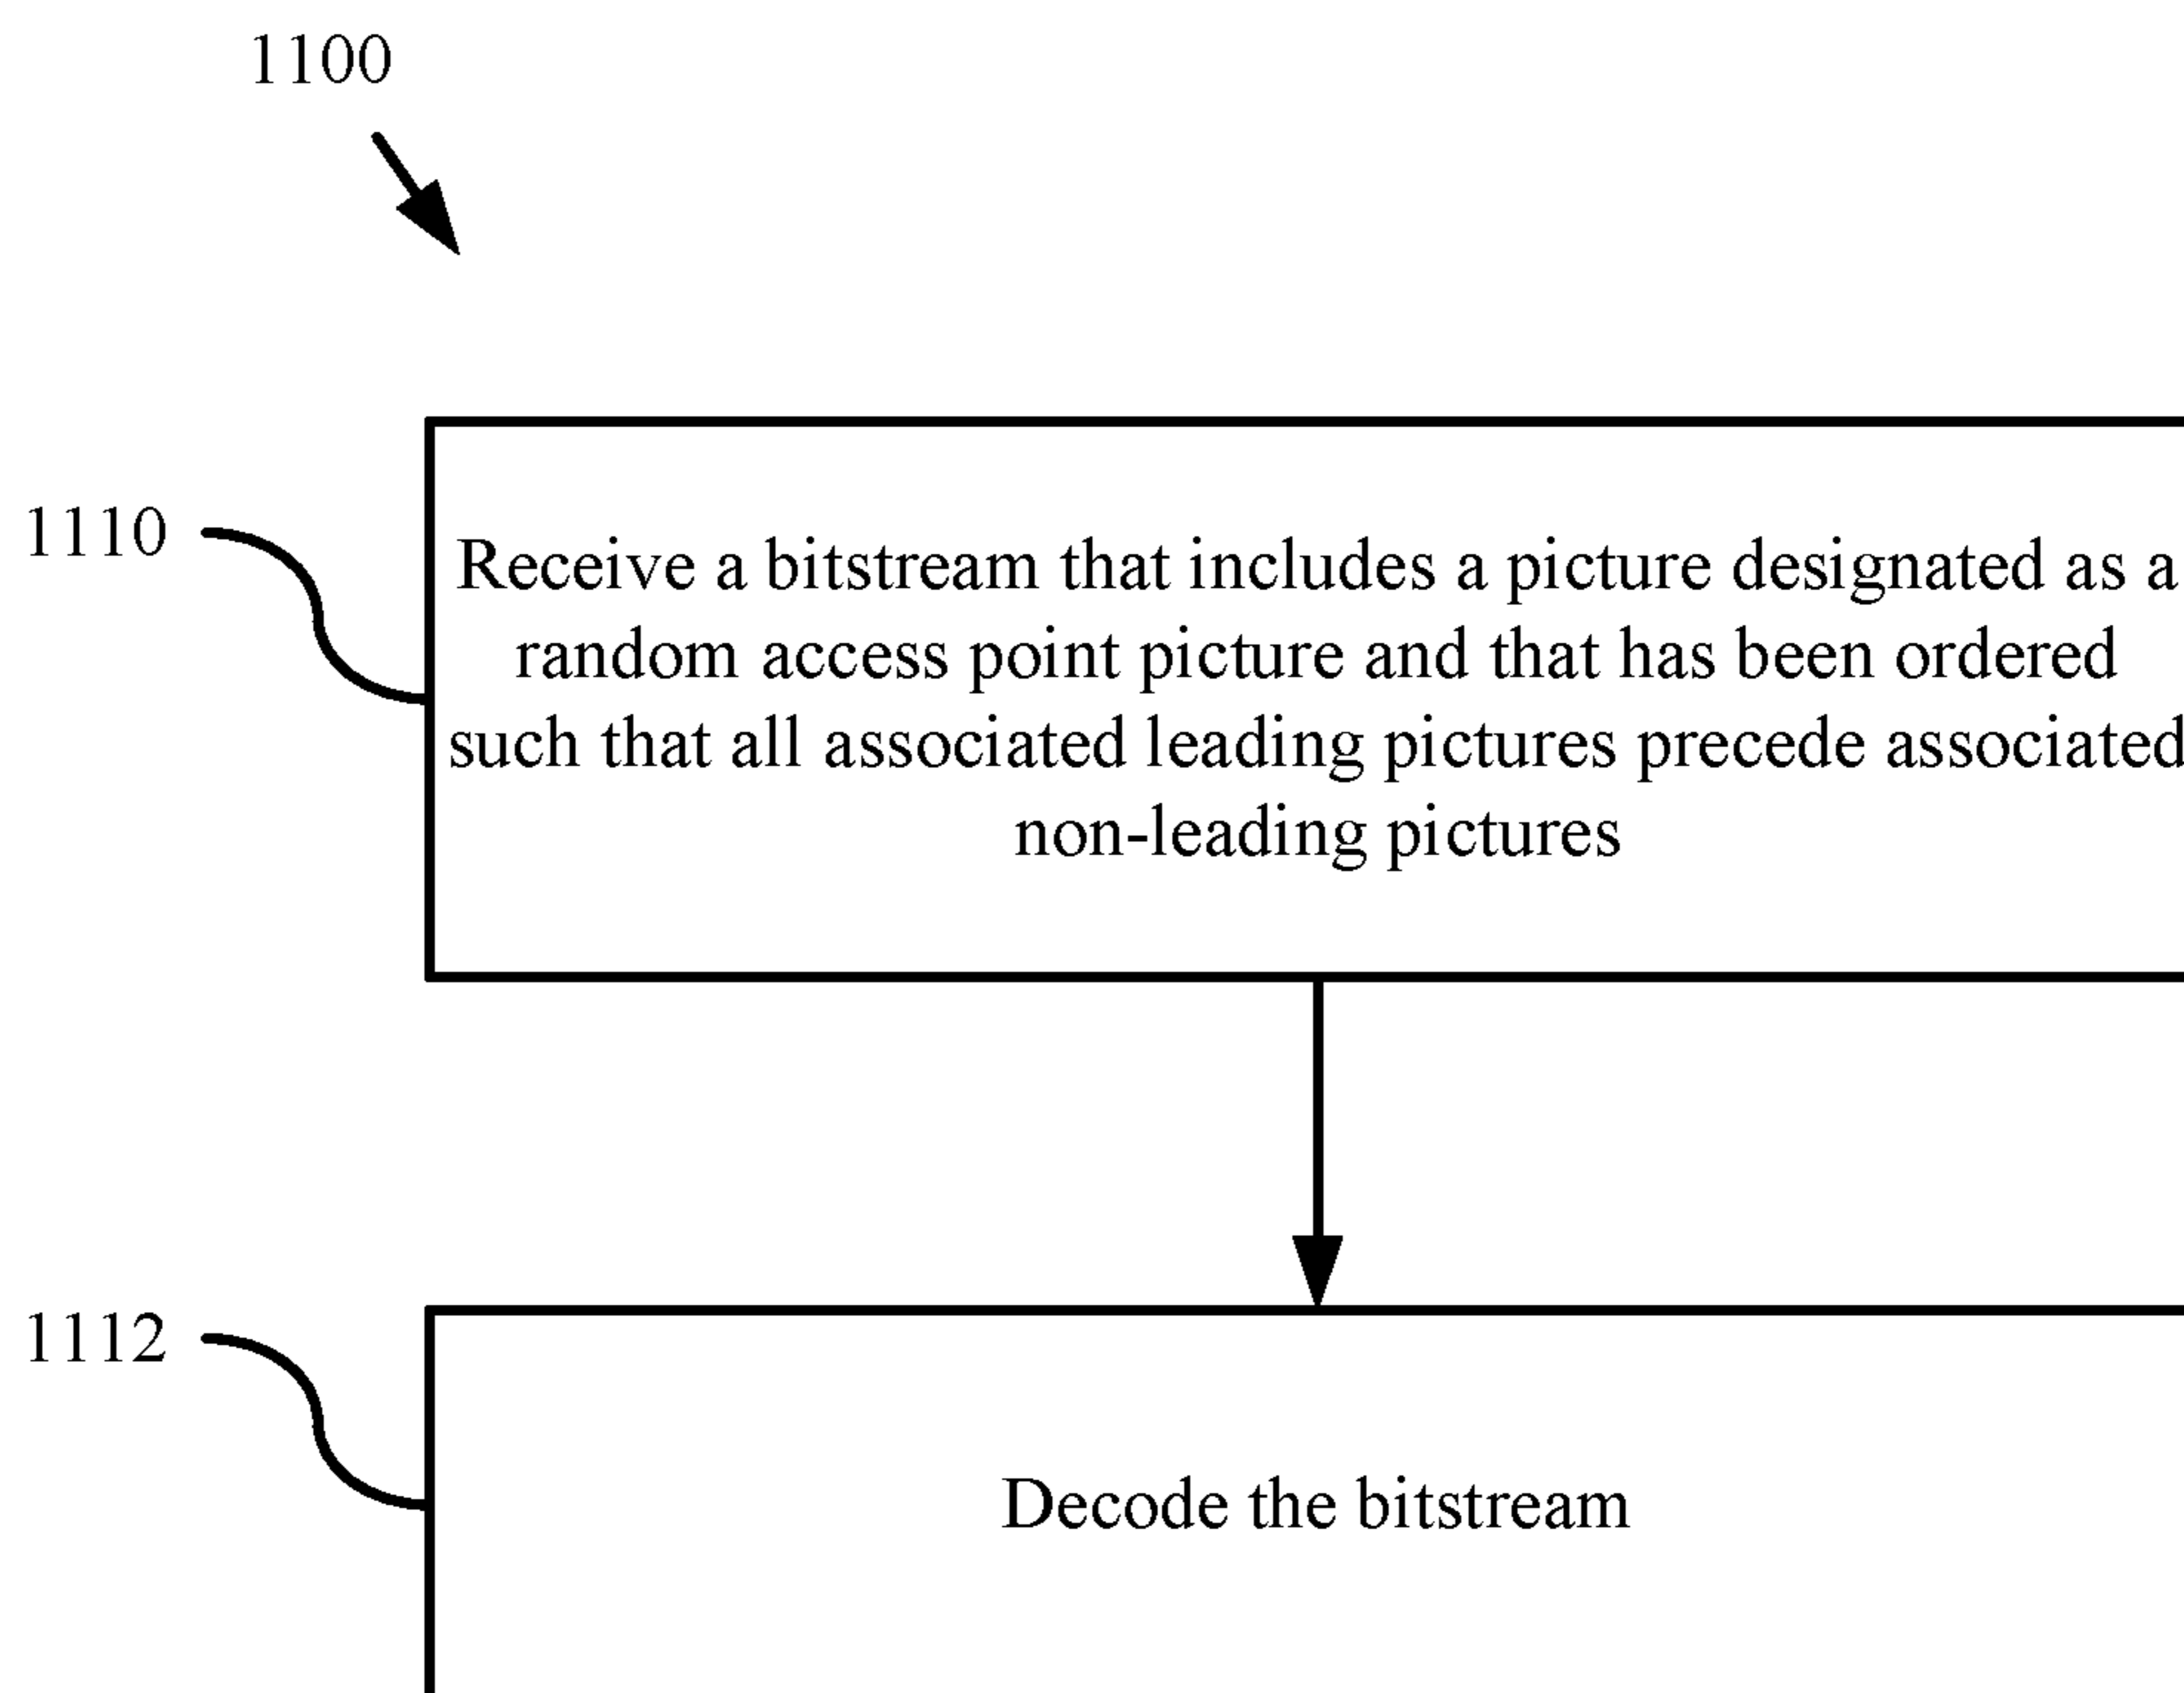 1100
1110
Receive a bitstream that includes a picture designated as a
random access point picture and that has been ordered
such that all associated leading pictures precede associated
non-leading pictures
1112
Decode the bitstream